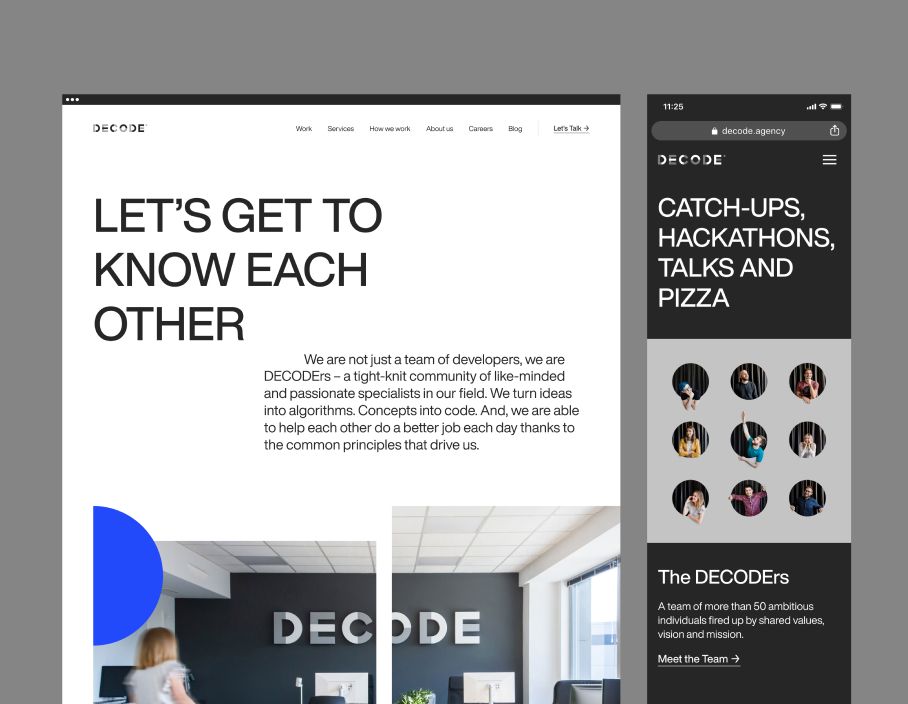 DECODE
Work Services How we work About us Careers Blog Let's Talk →
LET'S GET TO
KNOW EACH
OTHER
We are not just a team of developers, we are
DECODErs – a tight-knit community of like-minded
and passionate specialists in our field. We turn ideas
into algorithms. Concepts into code. And, we are able
to help each other do a better job each day thanks to
the common principles that drive us.
DECODE
11:25
decode.agency
DECODE
CATCH-UPS,
HACKATHONS,
TALKS AND
PIZZA
The DECODErs
A team of more than 50 ambitious
individuals fired up by shared values,
vision and mission.
Meet the Team →